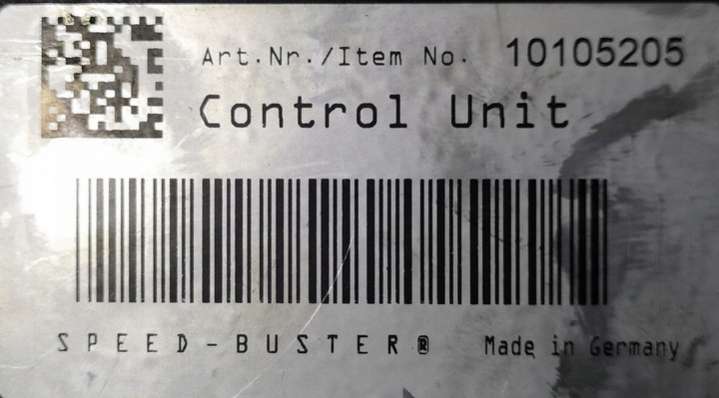 Art.Nr./Item No. 10105205
Control Unit
SPEED-BUSTER® Made in Germany